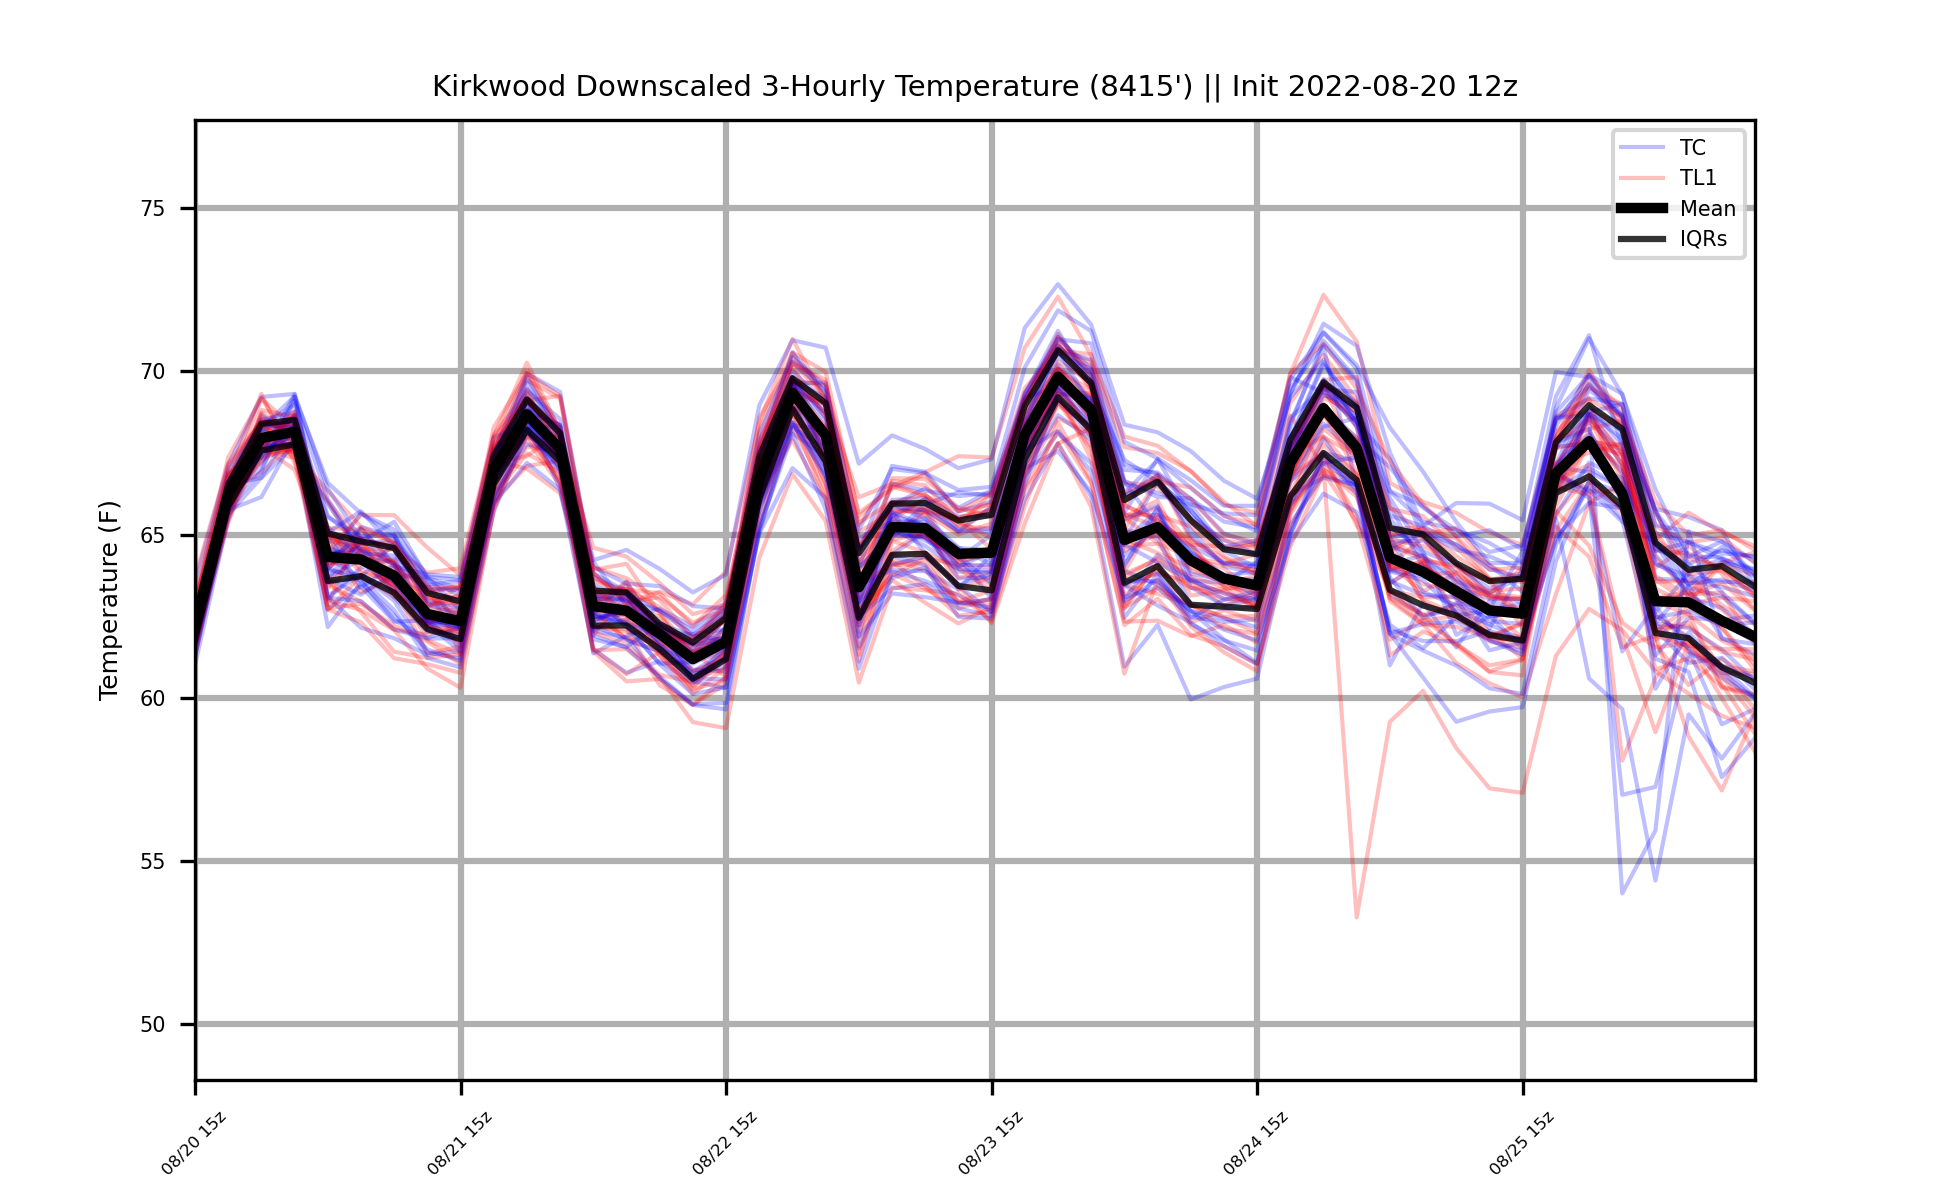 Kirkwood Downscaled 3-Hourly Temperature (8415') || Init 2022-08-20 12z
TC
TL1
Mean
IQRs
Temperature (F)
75
70
65
60
55
50
08/20 15z
08/21 15z
08/22 15z
08/23 15z
08/24 15z
08/25 15z